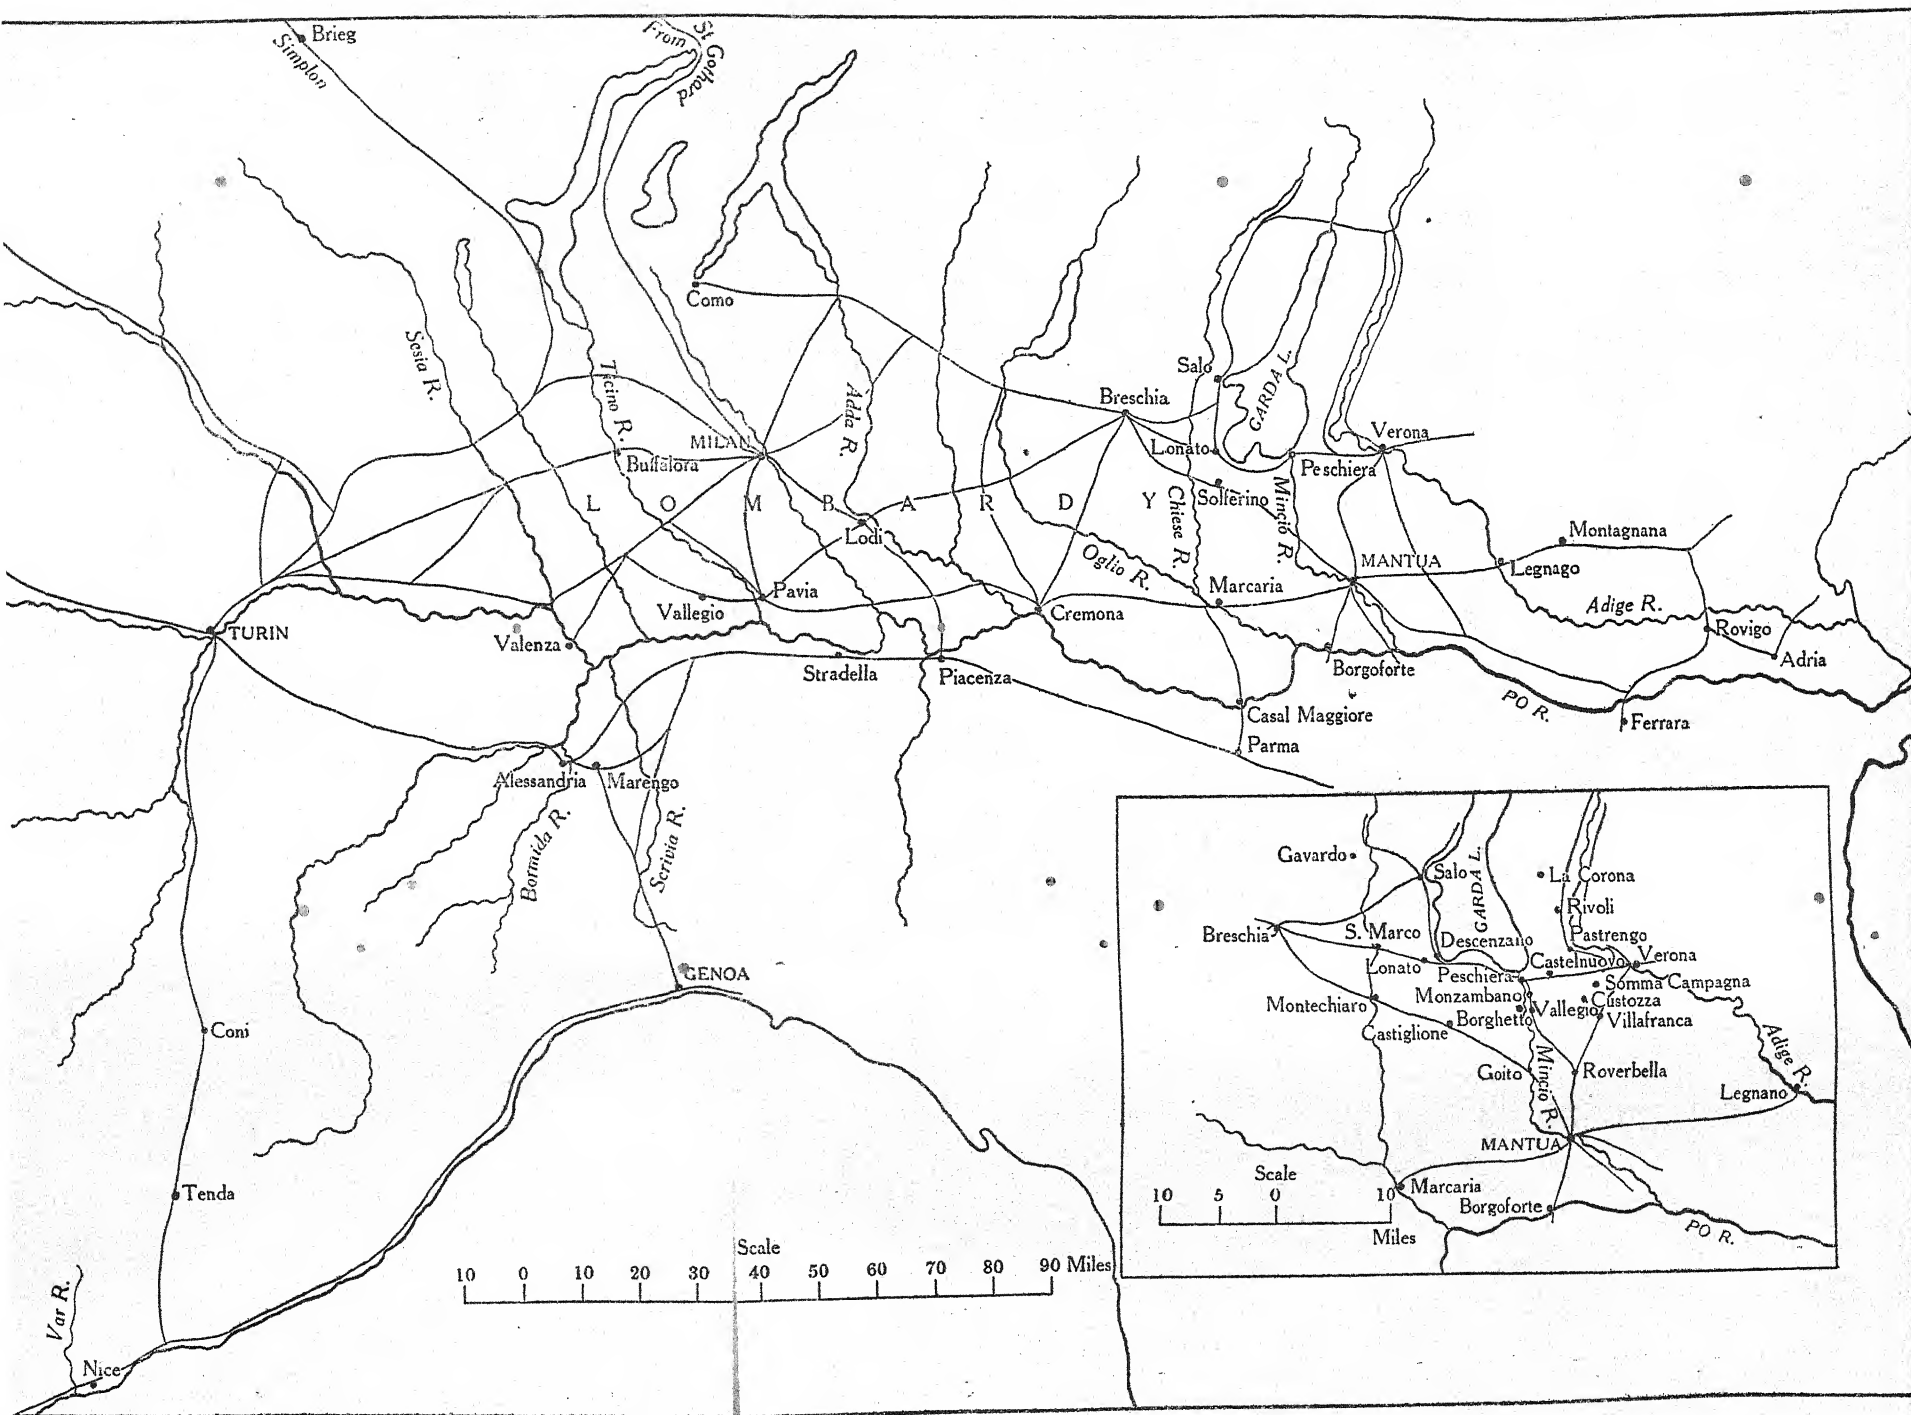 Brieg
Simplon
From
St Gothard
Como
Sesia R.
Ticino R.
Adda R.
Salo
GARDA L.
Breschia
MILAN
Buffalora
Lonato
Peschiera
Verona
LOMBARDY
Solferino
Chiese R.
Mincio R.
Lodi
Oglio R.
MANTUA
Montagnana
Legnago
Marcaria
Adige R.
Pavia
Vallegio
Cremona
TURIN
Valenza
Rovigo
Adria
Stradella
Piacenza
Borgoforte
PO R.
Casal Maggiore
Ferrara
Parma
Alessandria
Marengo
Bormida R.
Scrivia R.
GENOA
Coni
Tenda
Var R.
Nice
Scale
10 0 10 20 30 40 50 60 70 80 90 Miles
Gavardo
Salo
GARDA L.
La Corona
Rivoli
Breschia
S. Marco
Descenzano
Pastrengo
Lonato
Peschiera
Castelnuovo
Verona
Somma Campagna
Montechiaro
Monzambano
Vallegio
Custozza
Castiglione
Borghetto
Villafranca
Adige R.
Goito
Mincio R.
Roverbella
Legnano
MANTUA
Scale
10 5 0 10
Miles
Marcaria
Borgoforte
PO R.